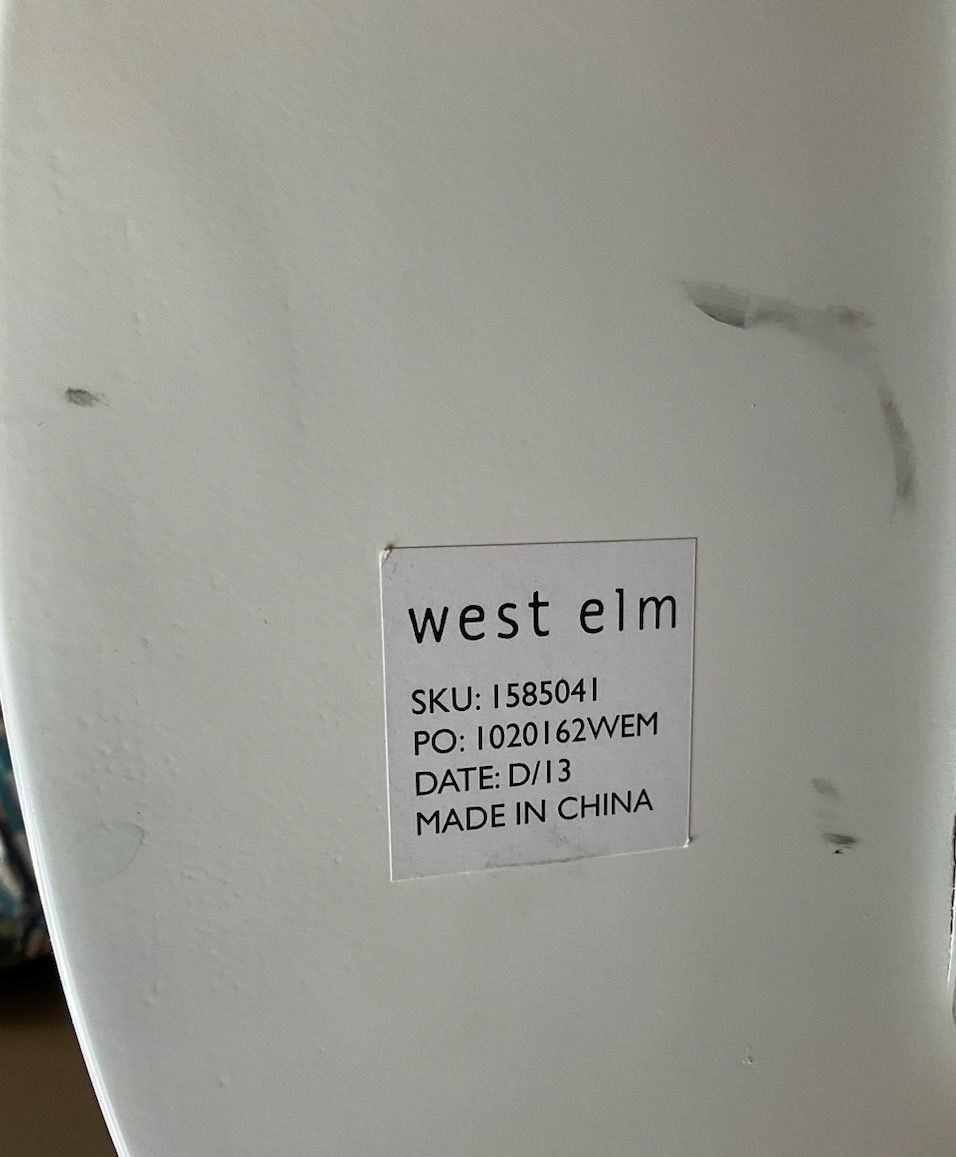 west elm
SKU: 1585041
PO: 1020162WEM
DATE: D/13
MADE IN CHINA